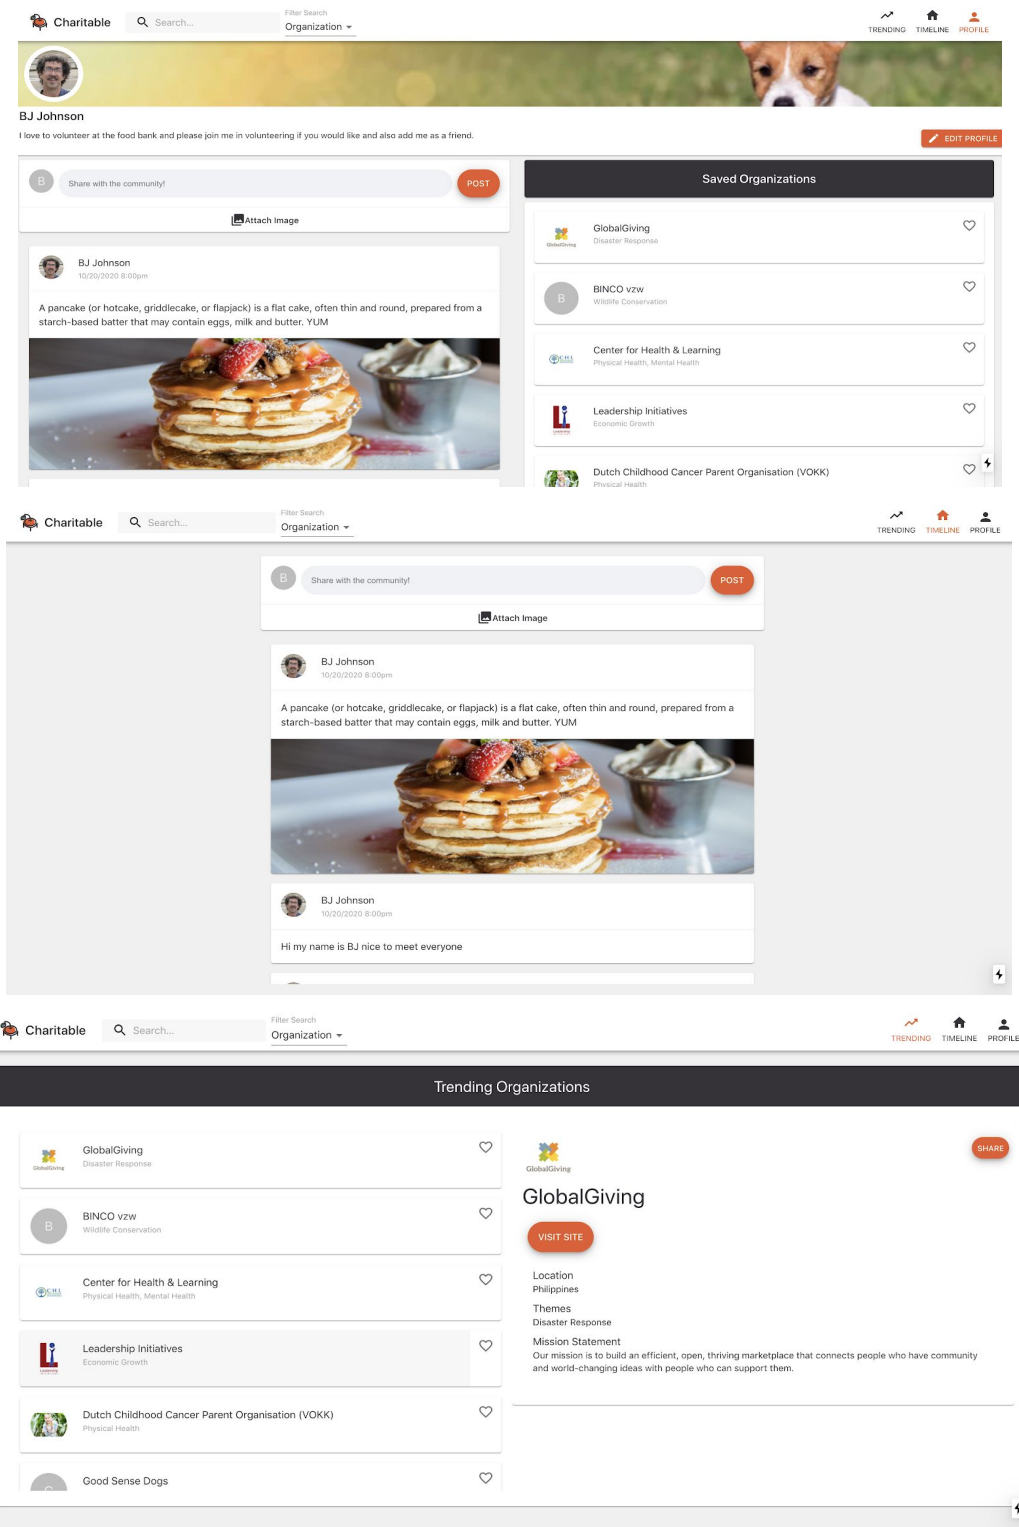 Charitable
Search...
Filter Search
Organization
TRENDING
TIMELINE
PROFILE
BJ Johnson
I love to volunteer at the food bank and please join me in volunteering if you would like and also add me as a friend.
EDIT PROFILE
B
Share with the community!
POST
Attach Image
BJ Johnson
10/20/2020 8:00pm
A pancake (or hotcake, griddlecake, or flapjack) is a flat cake, often thin and round, prepared from a
starch-based batter that may contain eggs, milk and butter. YUM
Saved Organizations
GlobalGiving
GlobalGiving
Disaster Response
B
BINCO vzw
Wildlife Conservation
C.H.L
Center for Health & Learning
Physical Health, Mental Health
Li
Leadership Initiatives
Economic Growth
Dutch Childhood Cancer Parent Organisation (VOKK)
Physical Health
Charitable
Search...
Filter Search
Organization
TRENDING
TIMELINE
PROFILE
B
Share with the community!
POST
Attach Image
BJ Johnson
10/20/2020 8:00pm
A pancake (or hotcake, griddlecake, or flapjack) is a flat cake, often thin and round, prepared from a
starch-based batter that may contain eggs, milk and butter. YUM
BJ Johnson
10/20/2020 8:00pm
Hi my name is BJ nice to meet everyone
Charitable
Search...
Filter Search
Organization
TRENDING
TIMELINE
PROFILE
Trending Organizations
GlobalGiving
GlobalGiving
Disaster Response
B
BINCO vzw
Wildlife Conservation
C.H.L
Center for Health & Learning
Physical Health, Mental Health
Li
Leadership Initiatives
Economic Growth
Dutch Childhood Cancer Parent Organisation (VOKK)
Physical Health
Good Sense Dogs
GlobalGiving
SHARE
GlobalGiving
VISIT SITE
Location
Philippines
Themes
Disaster Response
Mission Statement
Our mission is to build an efficient, open, thriving marketplace that connects people who have community
and world-changing ideas with people who can support them.